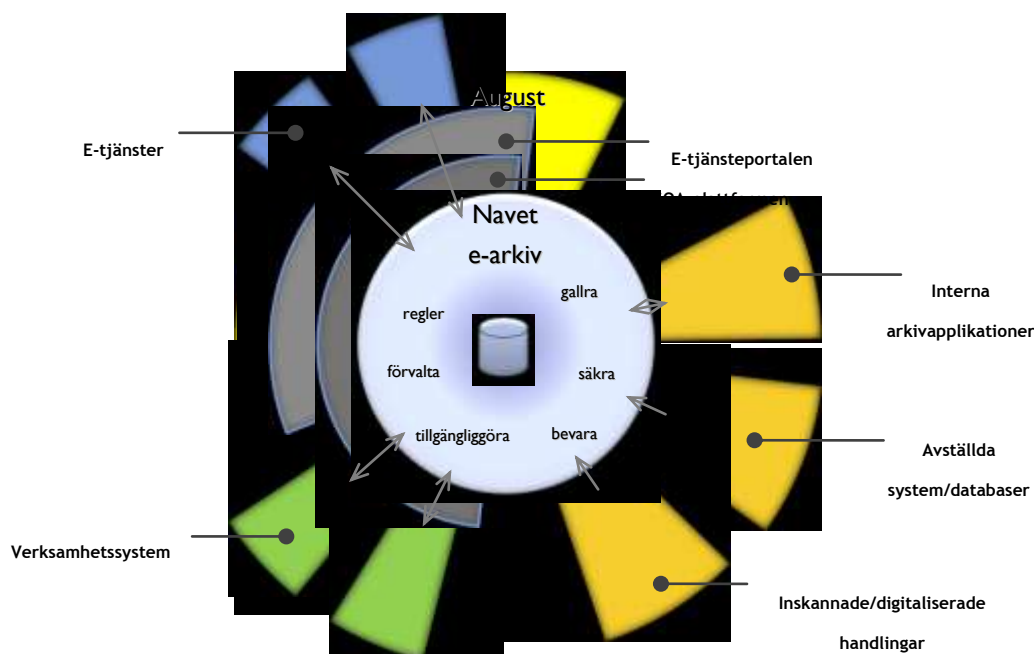 August
E-tjänster
E-tjänsteportalen
Navet
e-arkiv
gallra
regler
Interna
arkivapplikationer
förvalta
säkra
tillgängliggöra
bevara
Avställda
system/databaser
Verksamhetssystem
Inskannade/digitaliserade
handlingar